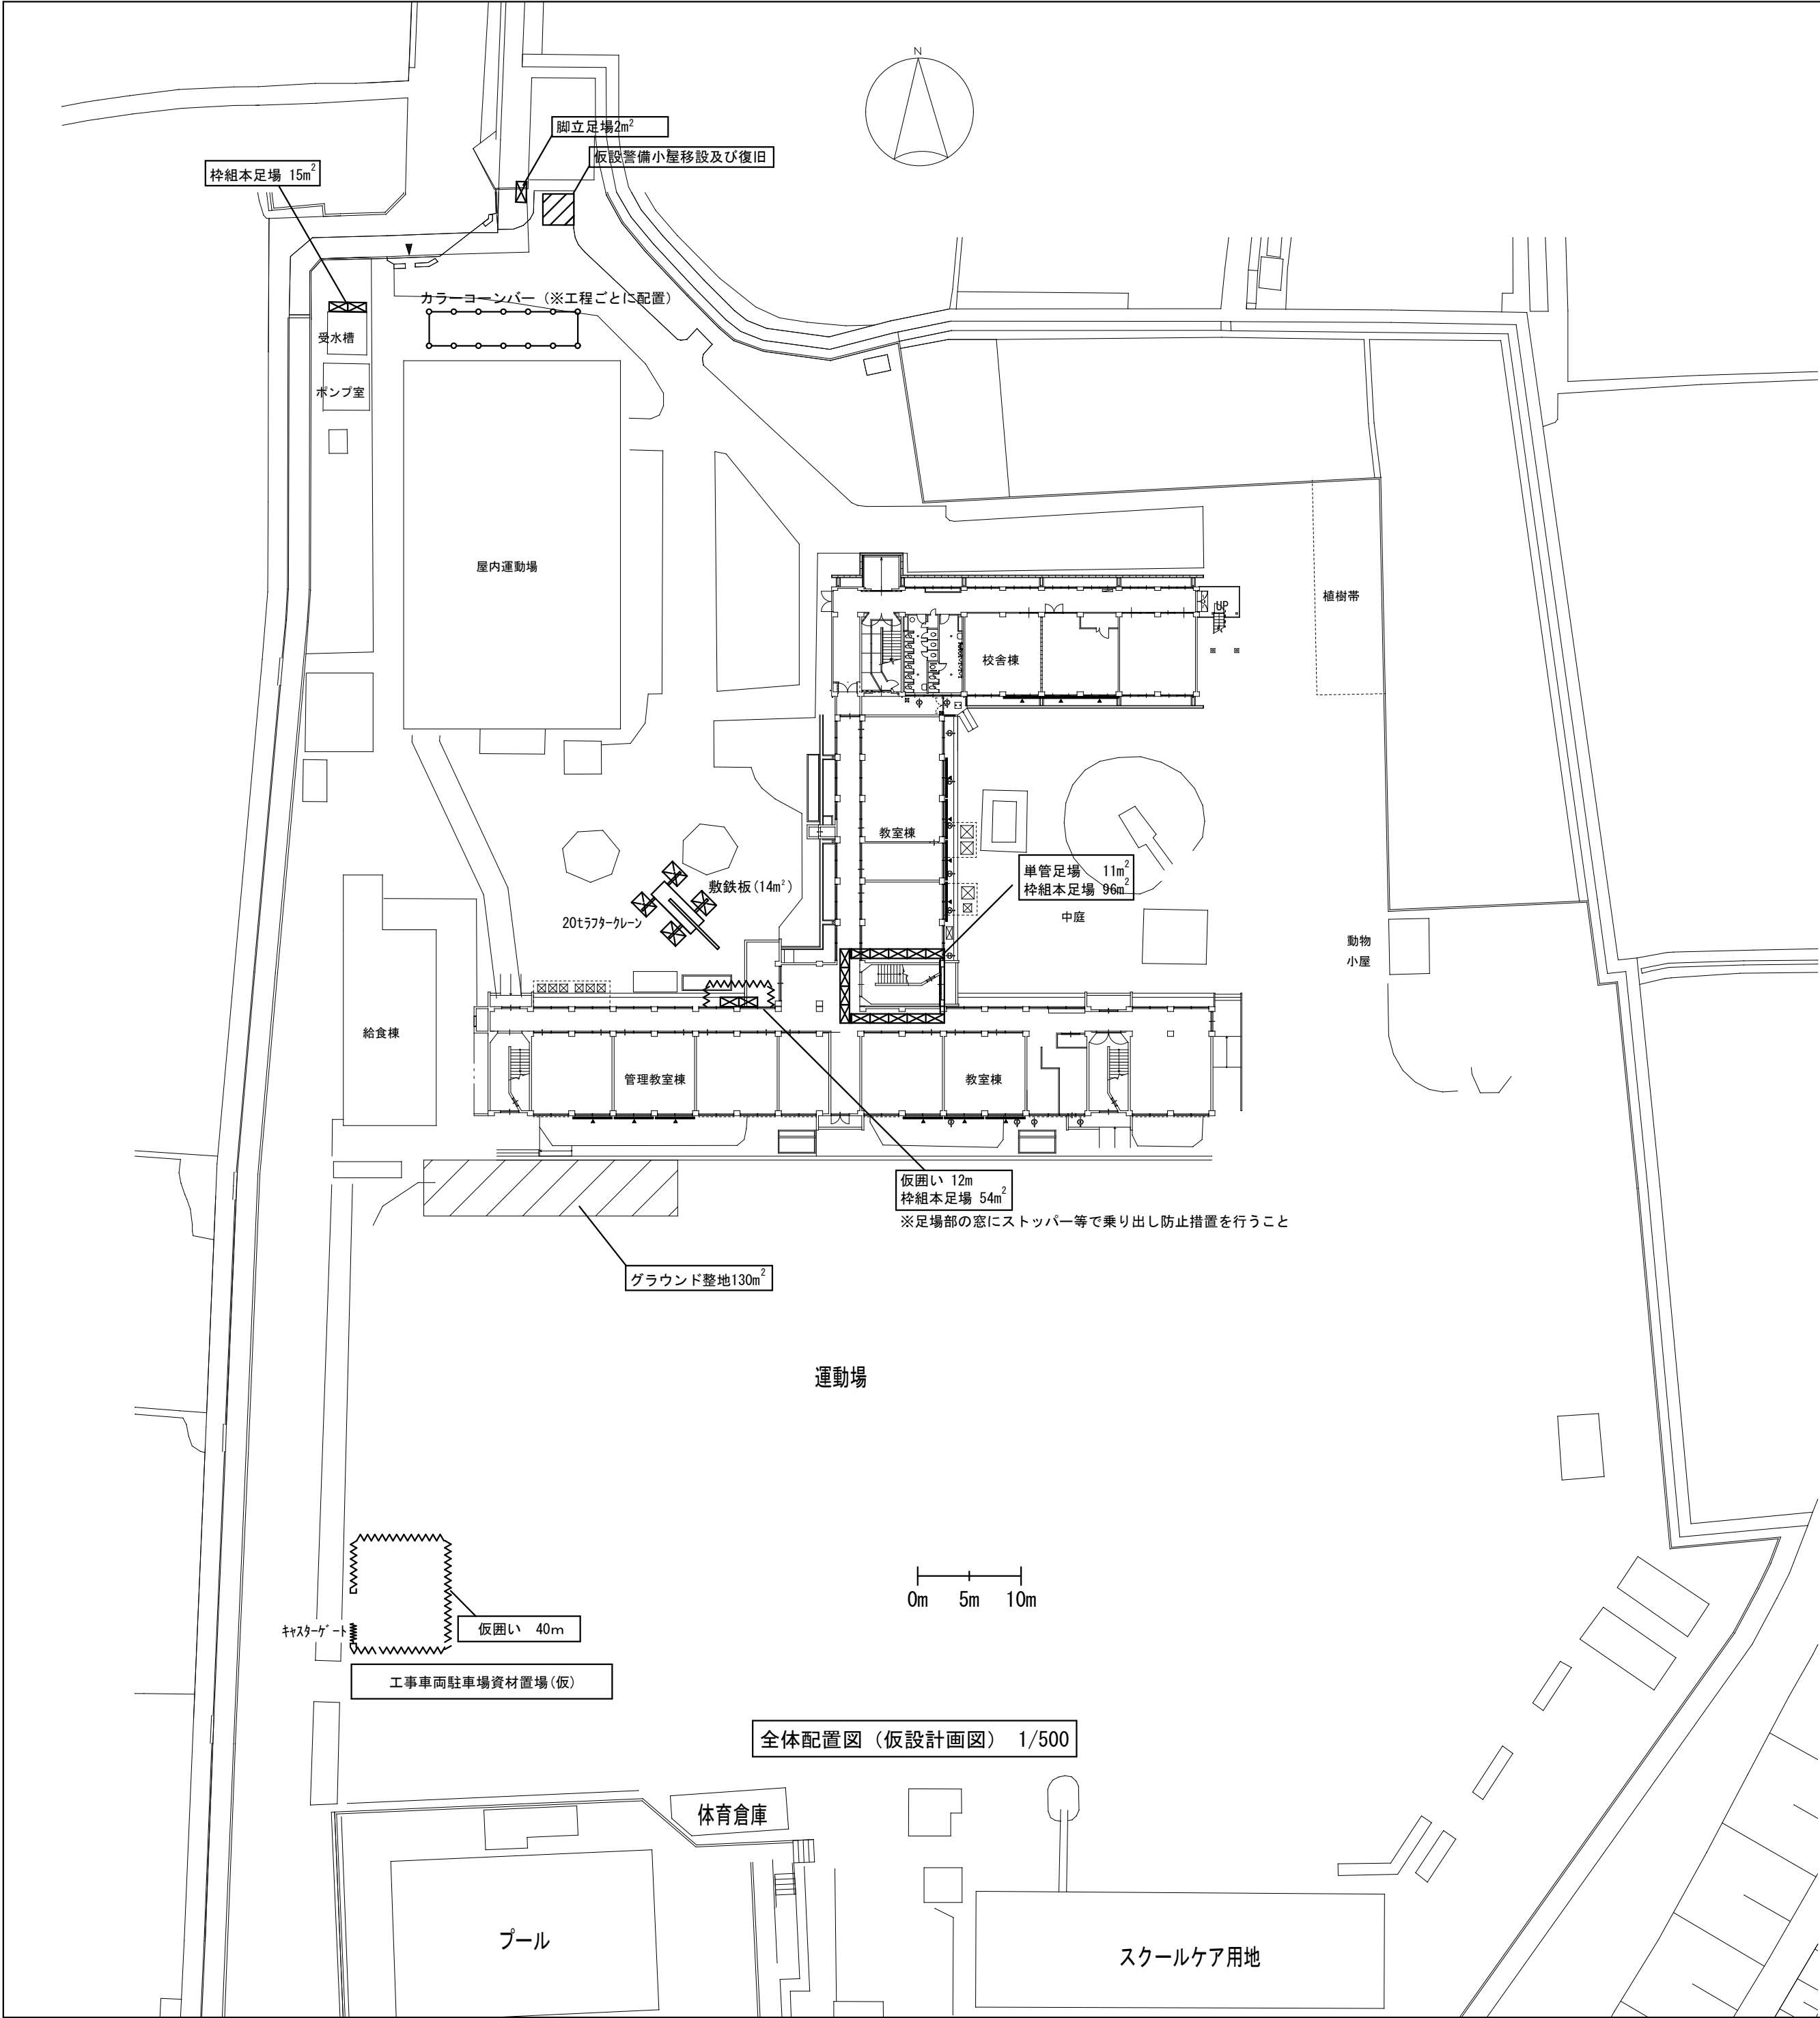 N
脚立足場2m²
仮設警備小屋移設及び復旧
枠組本足場 15m²
カラーコーンバー（※工程ごとに配置）
受水槽
ポンプ室
屋内運動場
植樹帯
UP
校舎棟
教室棟
単管足場 11m²
枠組本足場 96m²
敷鉄板(14m²)
20tラフタークレーン
中庭
動物
小屋
給食棟
管理教室棟
教室棟
仮囲い 12m
枠組本足場 54m²
※足場部の窓にストッパー等で乗り出し防止措置を行うこと
グラウンド整地130m²
運動場
0m 5m 10m
キャスターゲート
仮囲い 40m
工事車両駐車場資材置場(仮)
全体配置図（仮設計画図） 1/500
体育倉庫
プール
スクールケア用地